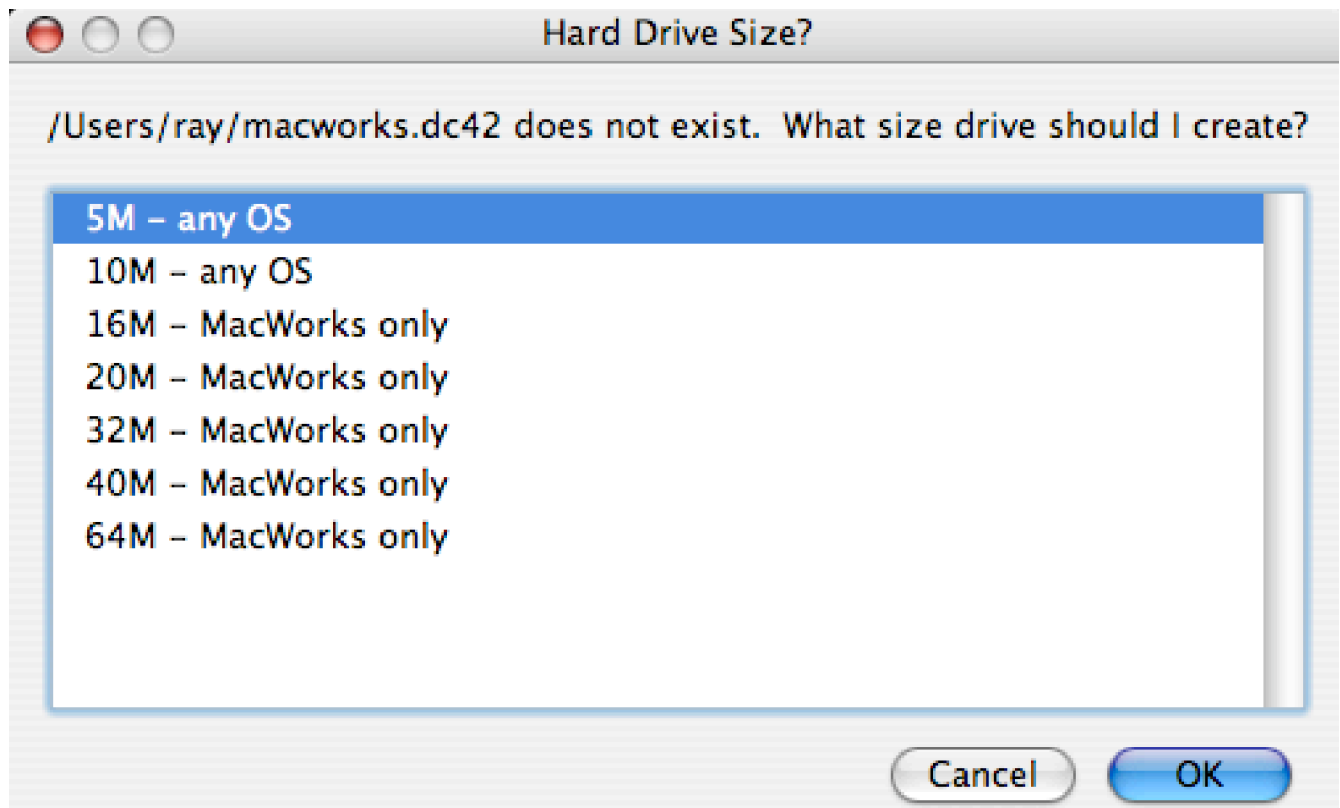 Hard Drive Size?
/Users/ray/macworks.dc42 does not exist.  What size drive should I create?
5M – any OS
10M – any OS
16M – MacWorks only
20M – MacWorks only
32M – MacWorks only
40M – MacWorks only
64M – MacWorks only
Cancel OK